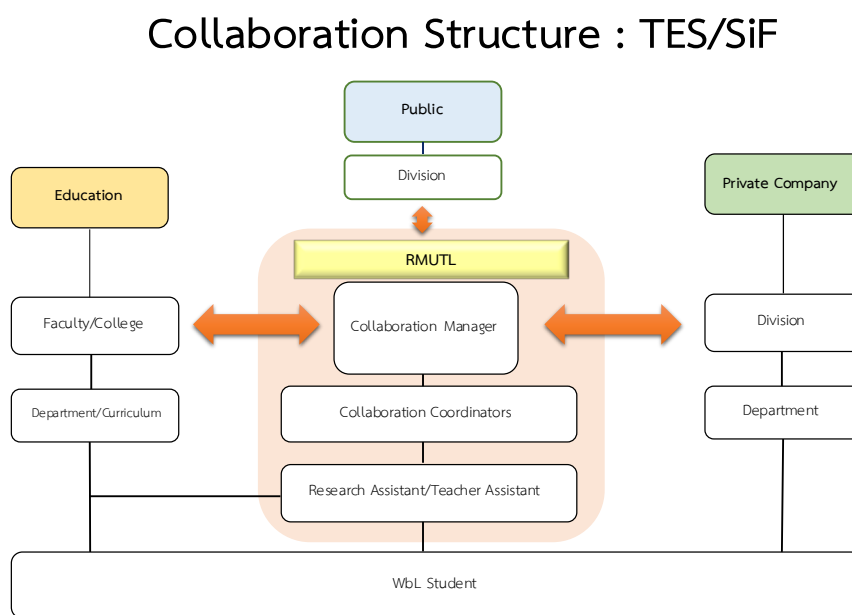 Collaboration Structure : TES/SiF
Public
Division
Education
Private Company
RMUTL
Faculty/College
Collaboration Manager
Division
Department/Curriculum
Collaboration Coordinators
Department
Research Assistant/Teacher Assistant
WbL Student